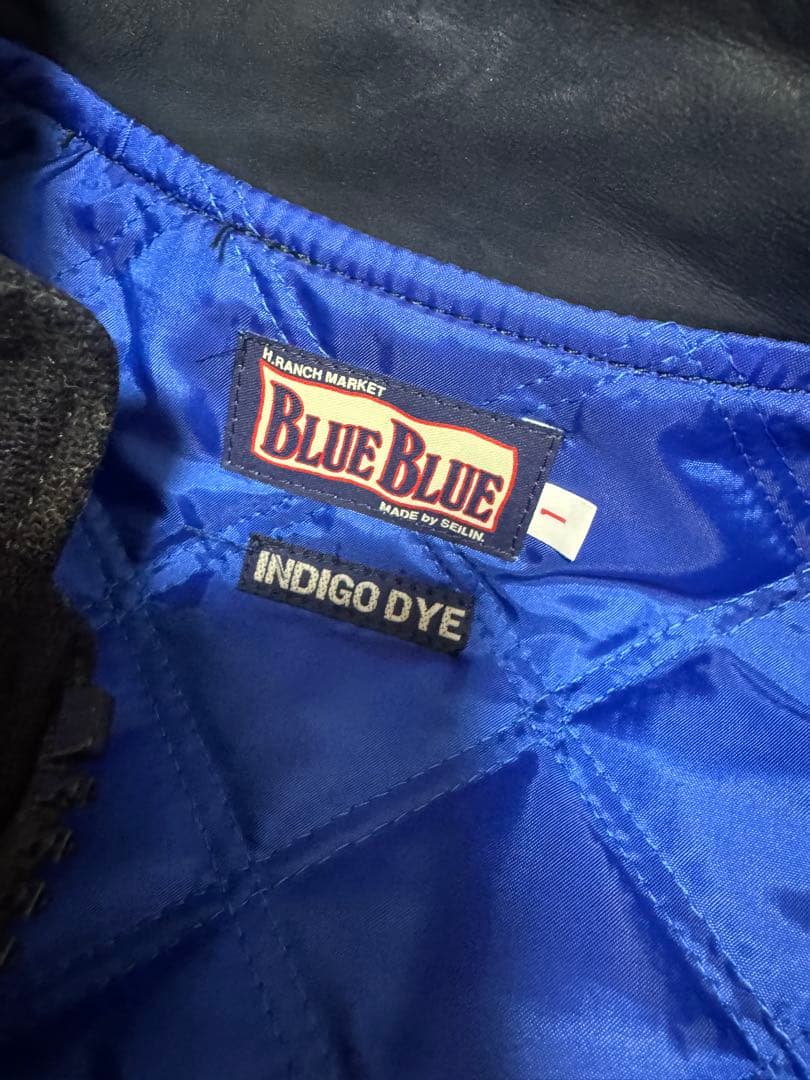 H.RANCH MARKET
BLUE BLUE
MADE by SEILIN.
1
INDIGO DYE